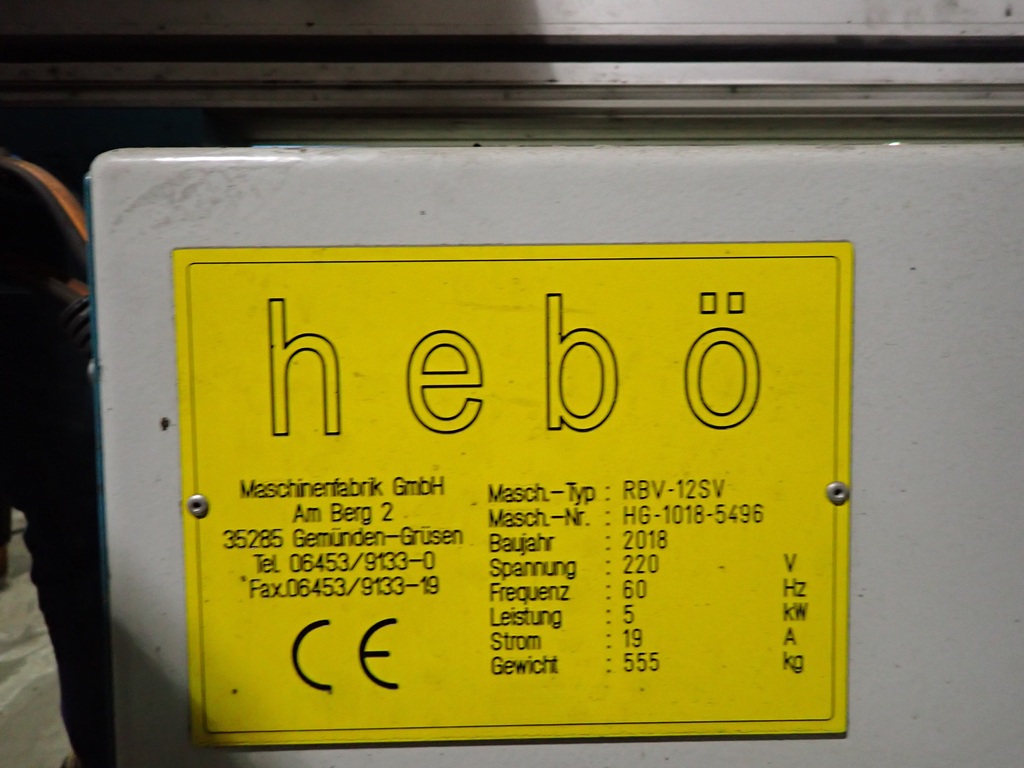 hebö
Maschinenfabrik GmbH
Am Berg 2
35285 Gemünden-Grüsen
Tel. 06453/9133-0
Fax.06453/9133-19
CE
Masch.-Typ : RBV-12SV
Masch.-Nr. : HG-1018-5496
Baujahr : 2018
Spannung : 220 V
Frequenz : 60 Hz
Leistung : 5 kW
Strom : 19 A
Gewicht : 555 kg